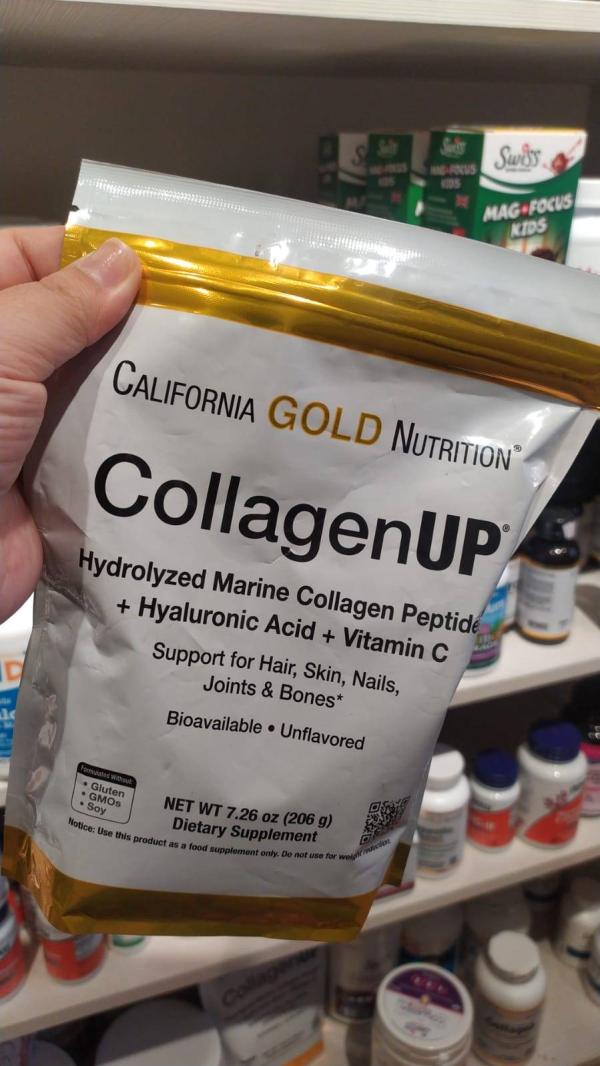 Swiss
MAG FOCUS
KIDS
CALIFORNIA GOLD NUTRITION®
CollagenUP®
Hydrolyzed Marine Collagen Peptide
+ Hyaluronic Acid + Vitamin C
Support for Hair, Skin, Nails,
Joints & Bones*
Bioavailable • Unflavored
Formulated Without:
• Gluten
• GMOs
• Soy
NET WT 7.26 oz (206 g)
Dietary Supplement
Notice: Use this product as a food supplement only. Do not use for weight reduction.
CollagenUP